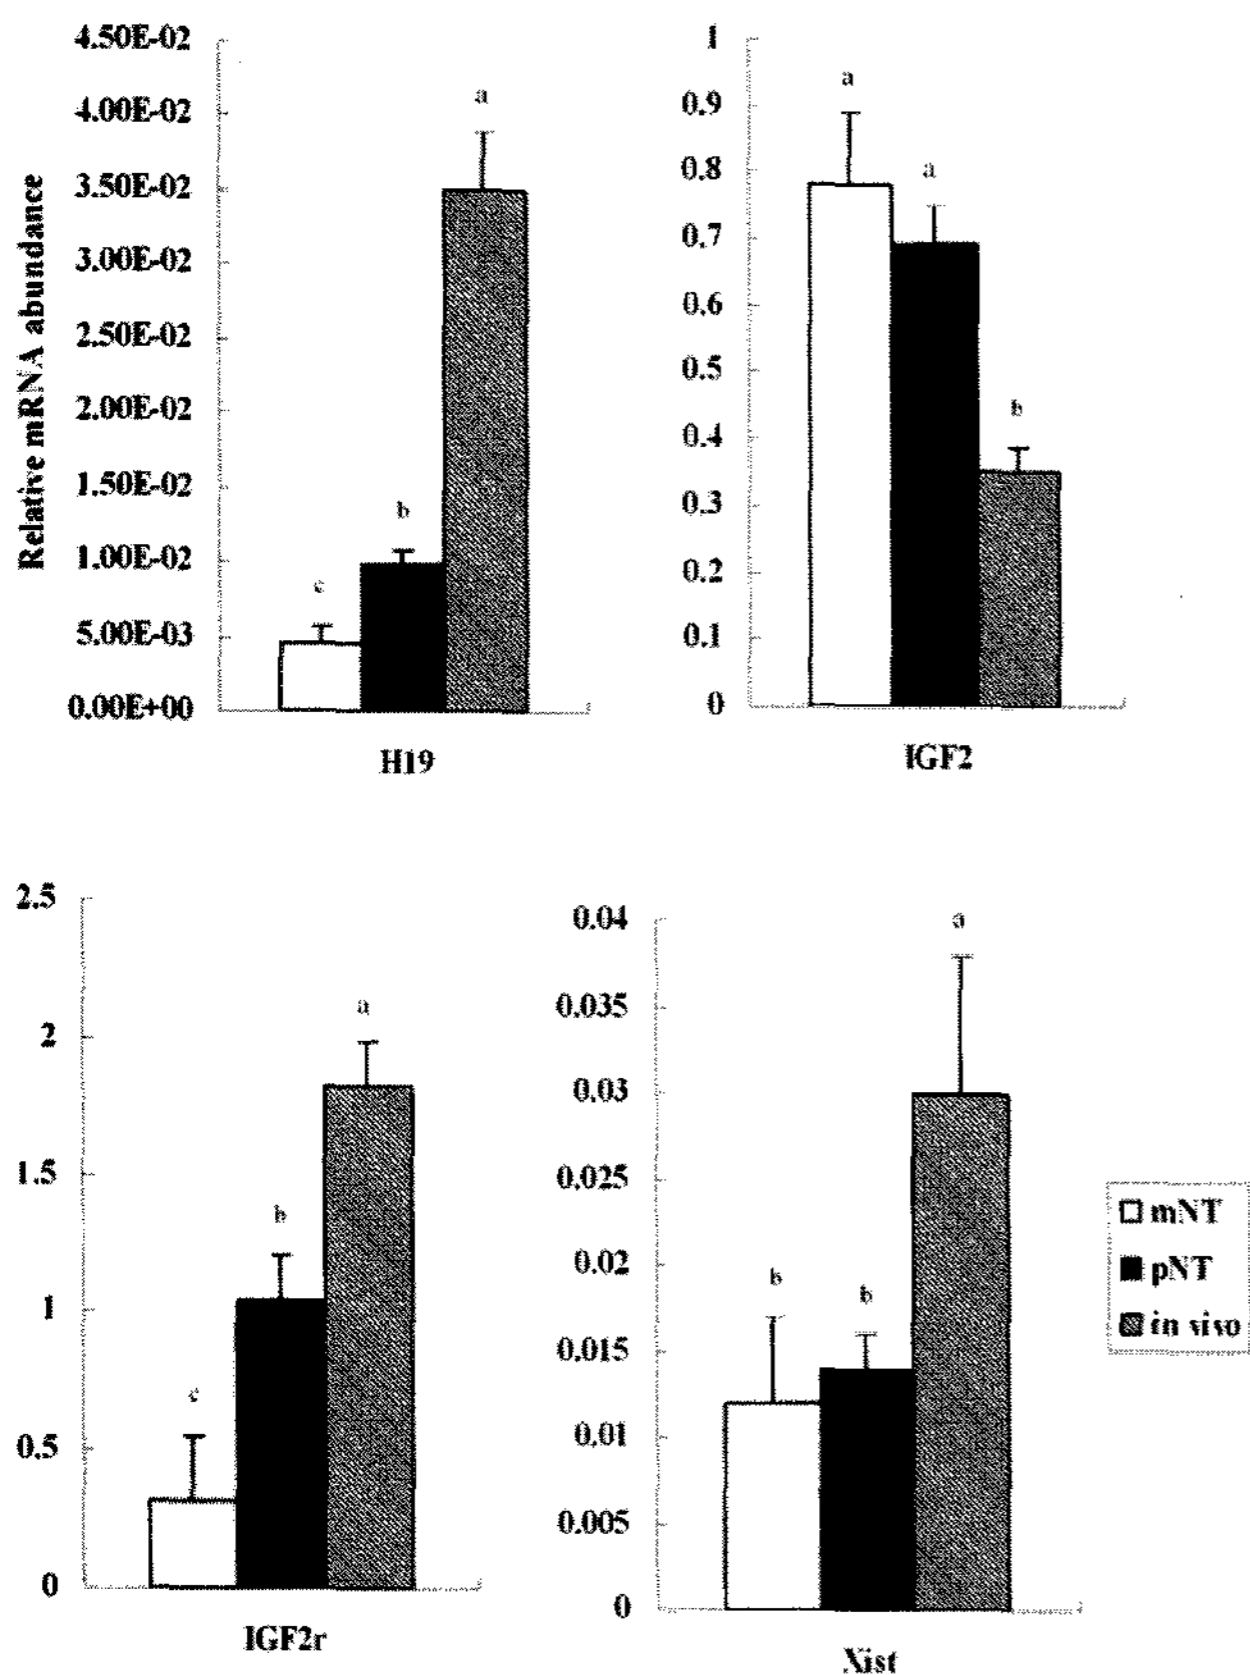 4.50E-02
4.00E-02
3.50E-02
3.00E-02
2.50E-02
2.00E-02
1.50E-02
1.00E-02
5.00E-03
0.00E+00
Relative mRNA abundance
c
b
a
H19
1
0.9
0.8
0.7
0.6
0.5
0.4
0.3
0.2
0.1
0
a
a
b
IGF2
2.5
2
1.5
1
0.5
0
c
b
a
IGF2r
0.04
0.035
0.03
0.025
0.02
0.015
0.01
0.005
0
b
b
a
Xist
mNT
pNT
in vivo